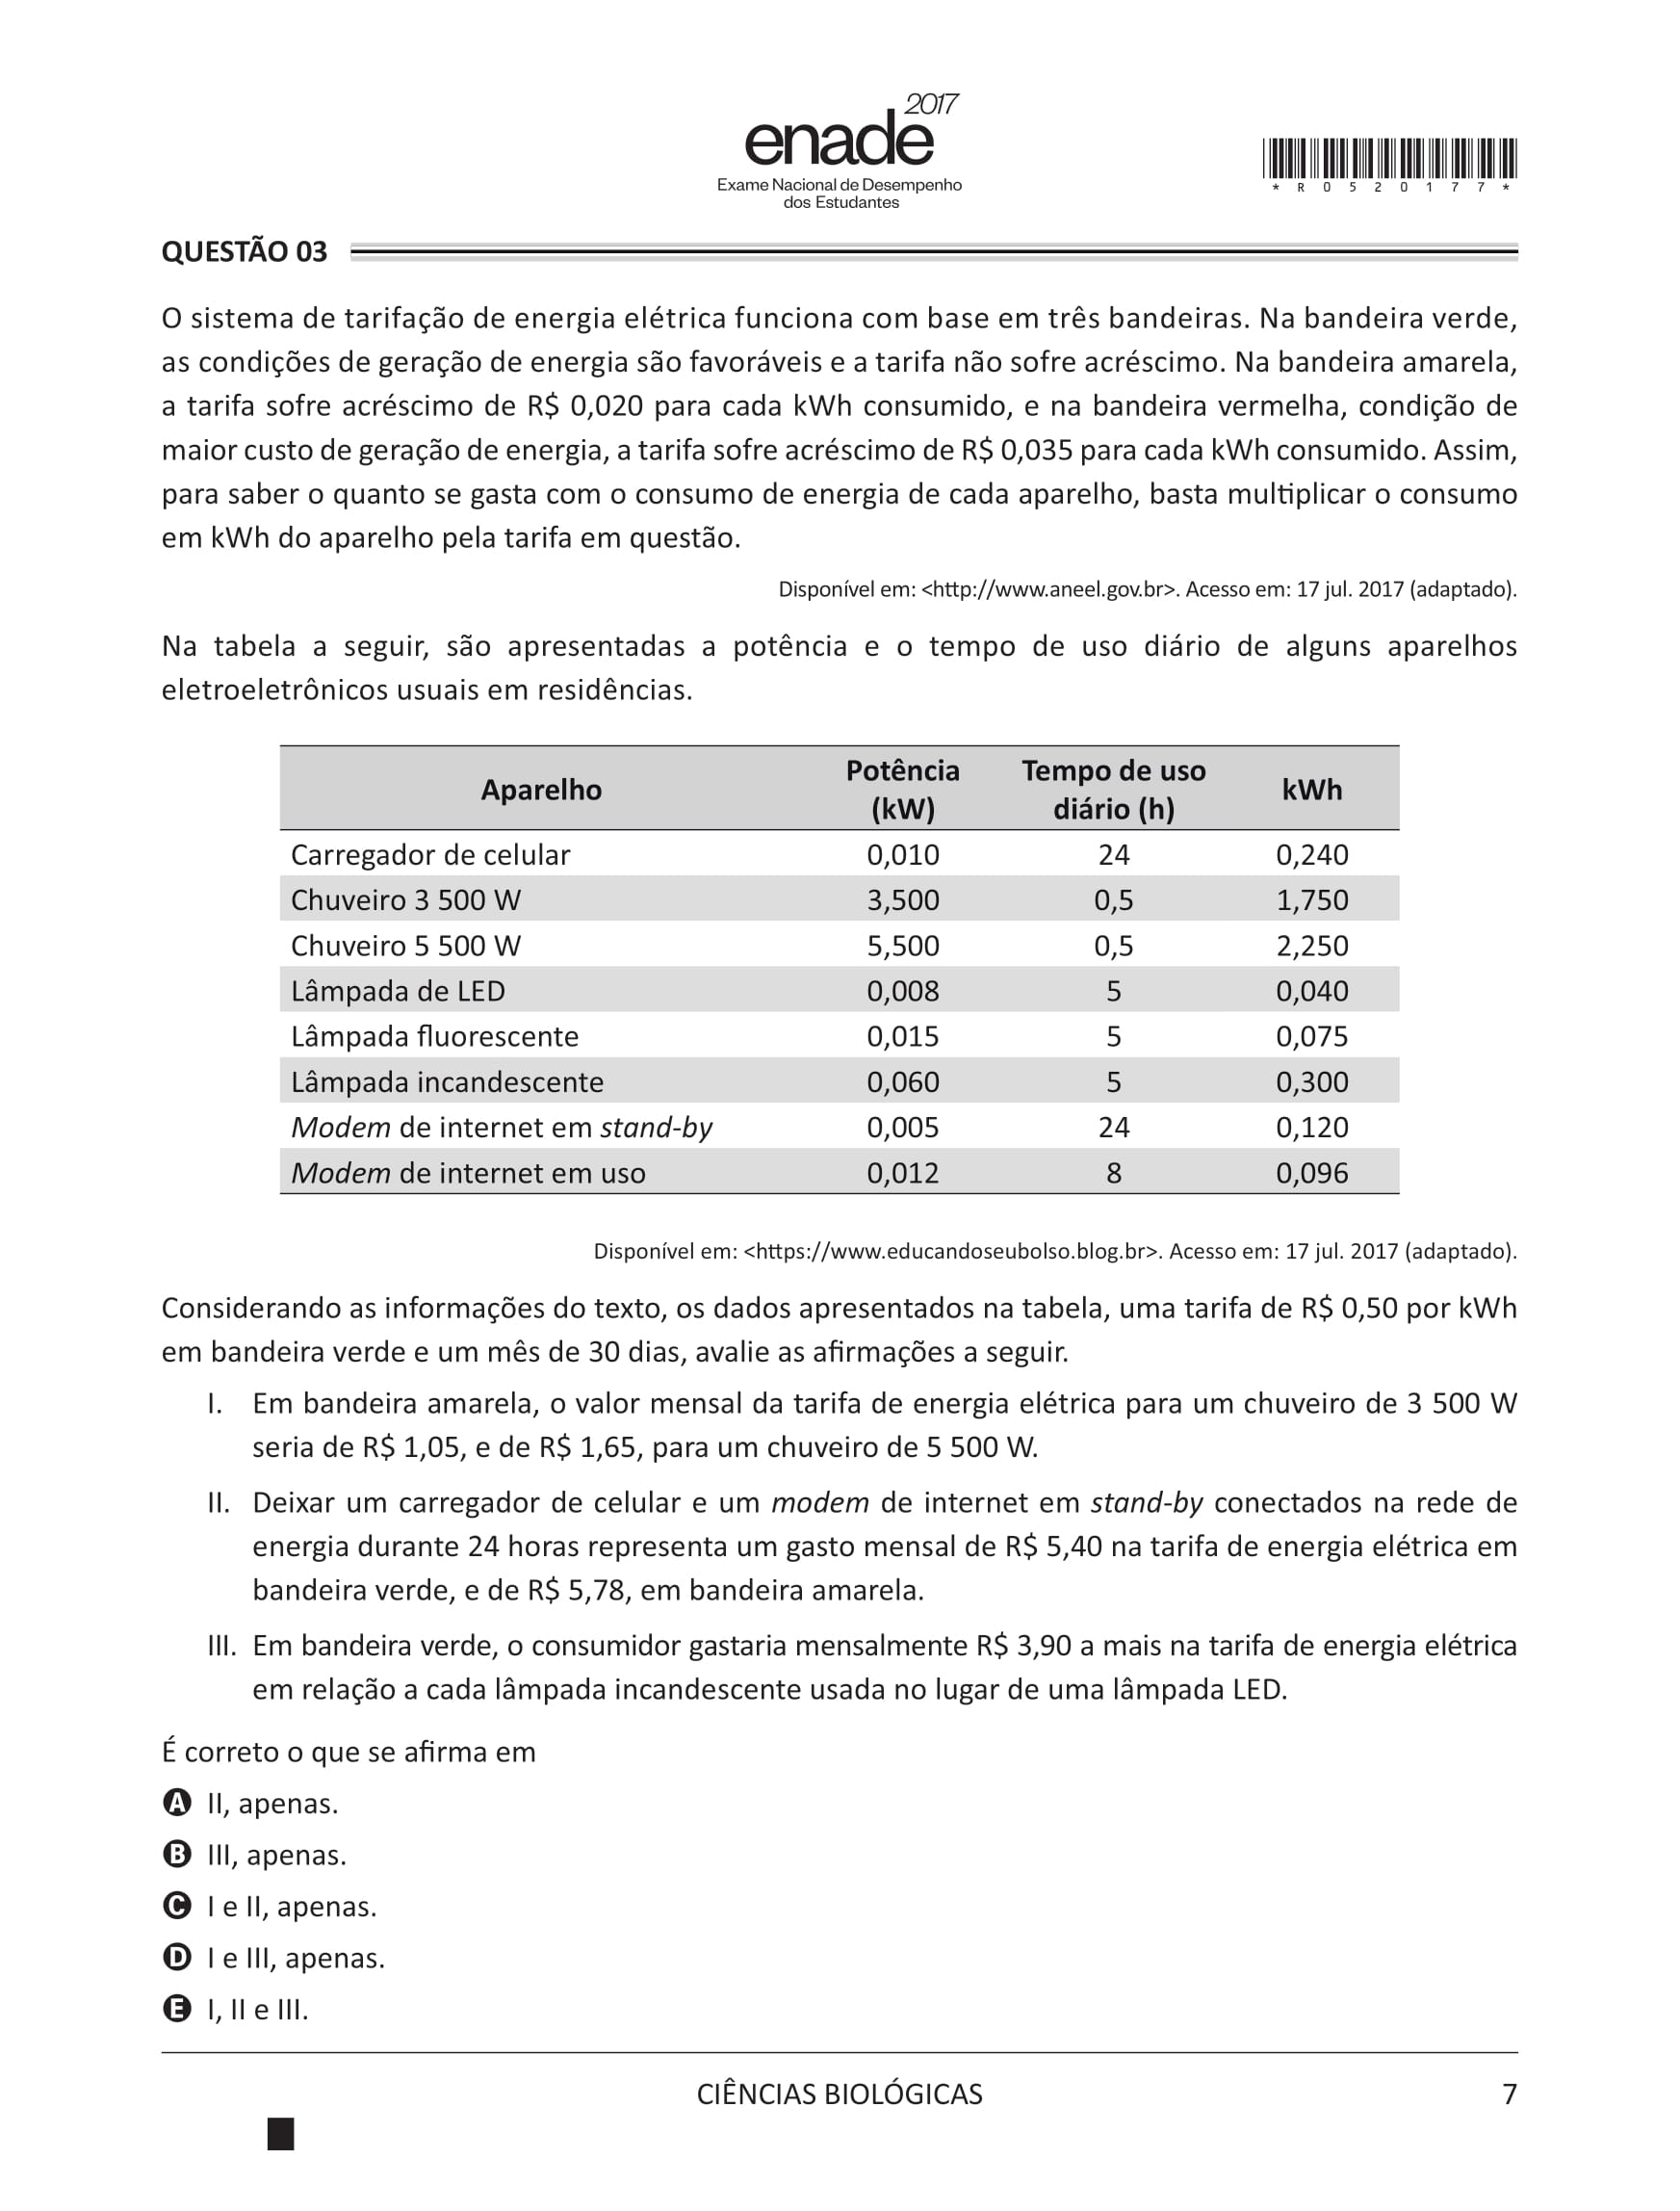 2017
enade
Exame Nacional de Desempenho
dos Estudantes
* R 0 5 2 0 1 7 7 *
QUESTÃO 03
O sistema de tarifação de energia elétrica funciona com base em três bandeiras. Na bandeira verde,
as condições de geração de energia são favoráveis e a tarifa não sofre acréscimo. Na bandeira amarela,
a tarifa sofre acréscimo de R$ 0,020 para cada kWh consumido, e na bandeira vermelha, condição de
maior custo de geração de energia, a tarifa sofre acréscimo de R$ 0,035 para cada kWh consumido. Assim,
para saber o quanto se gasta com o consumo de energia de cada aparelho, basta multiplicar o consumo
em kWh do aparelho pela tarifa em questão.
Disponível em: <http://www.aneel.gov.br>. Acesso em: 17 jul. 2017 (adaptado).
Na tabela a seguir, são apresentadas a potência e o tempo de uso diário de alguns aparelhos
eletroeletrônicos usuais em residências.
Aparelho Potência (kW) Tempo de uso diário (h) kWh
Carregador de celular 0,010 24 0,240
Chuveiro 3 500 W 3,500 0,5 1,750
Chuveiro 5 500 W 5,500 0,5 2,250
Lâmpada de LED 0,008 5 0,040
Lâmpada fluorescente 0,015 5 0,075
Lâmpada incandescente 0,060 5 0,300
Modem de internet em stand-by 0,005 24 0,120
Modem de internet em uso 0,012 8 0,096
Disponível em: <https://www.educandoseubolso.blog.br>. Acesso em: 17 jul. 2017 (adaptado).
Considerando as informações do texto, os dados apresentados na tabela, uma tarifa de R$ 0,50 por kWh
em bandeira verde e um mês de 30 dias, avalie as afirmações a seguir.
I. Em bandeira amarela, o valor mensal da tarifa de energia elétrica para um chuveiro de 3 500 W
seria de R$ 1,05, e de R$ 1,65, para um chuveiro de 5 500 W.
II. Deixar um carregador de celular e um modem de internet em stand-by conectados na rede de
energia durante 24 horas representa um gasto mensal de R$ 5,40 na tarifa de energia elétrica em
bandeira verde, e de R$ 5,78, em bandeira amarela.
III. Em bandeira verde, o consumidor gastaria mensalmente R$ 3,90 a mais na tarifa de energia elétrica
em relação a cada lâmpada incandescente usada no lugar de uma lâmpada LED.
É correto o que se afirma em
A II, apenas.
B III, apenas.
C I e II, apenas.
D I e III, apenas.
E I, II e III.
CIÊNCIAS BIOLÓGICAS 7